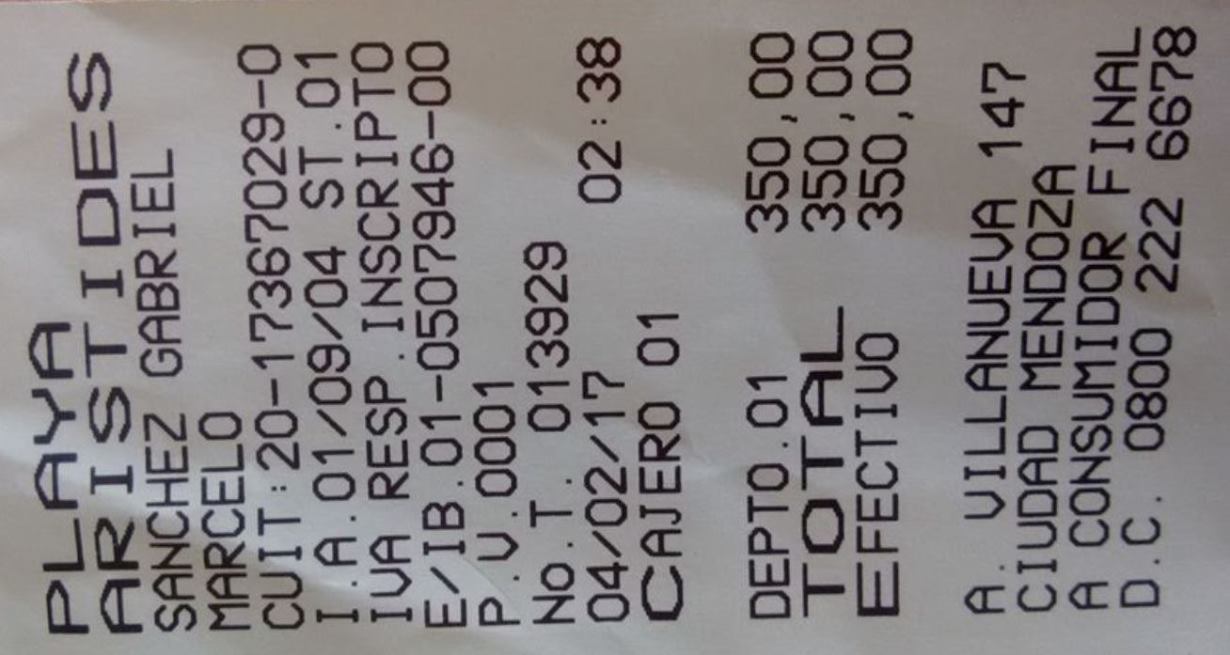 PLAYA
ARISTIDES
SANCHEZ GABRIEL
MARCELO
CUIT:20-17367029-0
I.A.01/09/04 ST.01
IVA RESP.INSCRIPTO
E/IB.01-0507946-00
P.V.0001
No.T. 013929
04/02/17 02:38
CAJERO 01
DEPTO.01 350,00
TOTAL 350,00
EFECTIVO 350,00
A. VILLANUEVA 147
CIUDAD MENDOZA
A CONSUMIDOR FINAL
D.C. 0800 222 6678